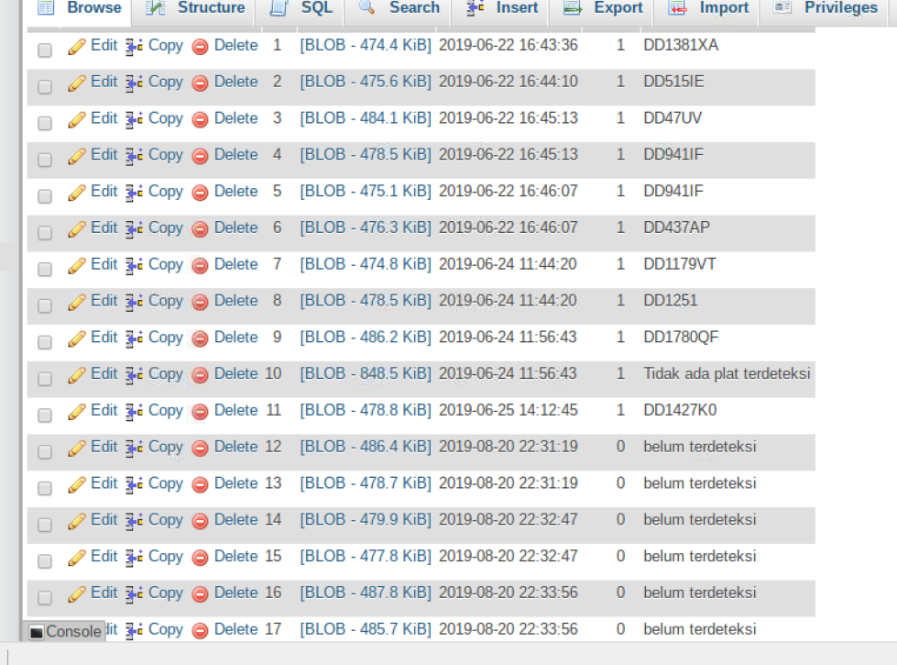 Browse Structure SQL Search Insert Export Import Privileges
Edit Copy Delete 1 [BLOB - 474.4 KiB] 2019-06-22 16:43:36 1 DD1381XA
Edit Copy Delete 2 [BLOB - 475.6 KiB] 2019-06-22 16:44:10 1 DD515IE
Edit Copy Delete 3 [BLOB - 484.1 KiB] 2019-06-22 16:45:13 1 DD47UV
Edit Copy Delete 4 [BLOB - 478.5 KiB] 2019-06-22 16:45:13 1 DD941IF
Edit Copy Delete 5 [BLOB - 475.1 KiB] 2019-06-22 16:46:07 1 DD941IF
Edit Copy Delete 6 [BLOB - 476.3 KiB] 2019-06-22 16:46:07 1 DD437AP
Edit Copy Delete 7 [BLOB - 474.8 KiB] 2019-06-24 11:44:20 1 DD1179VT
Edit Copy Delete 8 [BLOB - 478.5 KiB] 2019-06-24 11:44:20 1 DD1251
Edit Copy Delete 9 [BLOB - 486.2 KiB] 2019-06-24 11:56:43 1 DD1780QF
Edit Copy Delete 10 [BLOB - 848.5 KiB] 2019-06-24 11:56:43 1 Tidak ada plat terdeteksi
Edit Copy Delete 11 [BLOB - 478.8 KiB] 2019-06-25 14:12:45 1 DD1427K0
Edit Copy Delete 12 [BLOB - 486.4 KiB] 2019-08-20 22:31:19 0 belum terdeteksi
Edit Copy Delete 13 [BLOB - 478.7 KiB] 2019-08-20 22:31:19 0 belum terdeteksi
Edit Copy Delete 14 [BLOB - 479.9 KiB] 2019-08-20 22:32:47 0 belum terdeteksi
Edit Copy Delete 15 [BLOB - 477.8 KiB] 2019-08-20 22:32:47 0 belum terdeteksi
Edit Copy Delete 16 [BLOB - 487.8 KiB] 2019-08-20 22:33:56 0 belum terdeteksi
Console dit Copy Delete 17 [BLOB - 485.7 KiB] 2019-08-20 22:33:56 0 belum terdeteksi